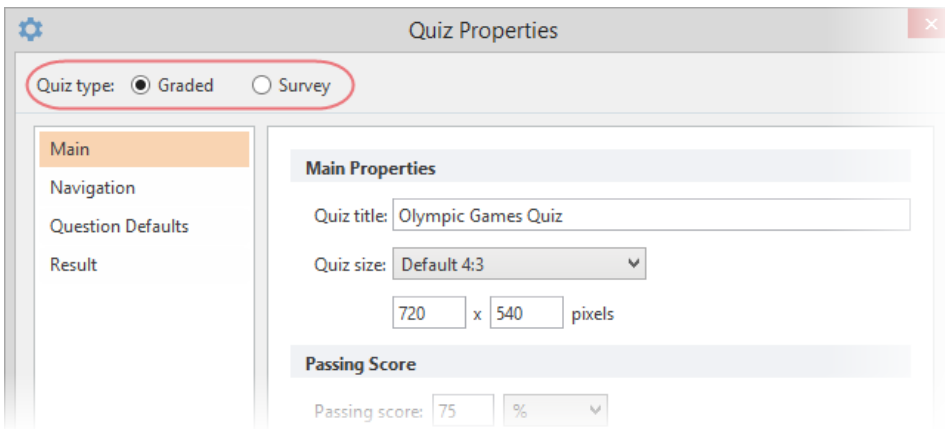 Quiz Properties
Quiz type: Graded Survey
Main
Navigation
Question Defaults
Result
Main Properties
Quiz title: Olympic Games Quiz
Quiz size: Default 4:3
720 x 540 pixels
Passing Score
Passing score: 75 %